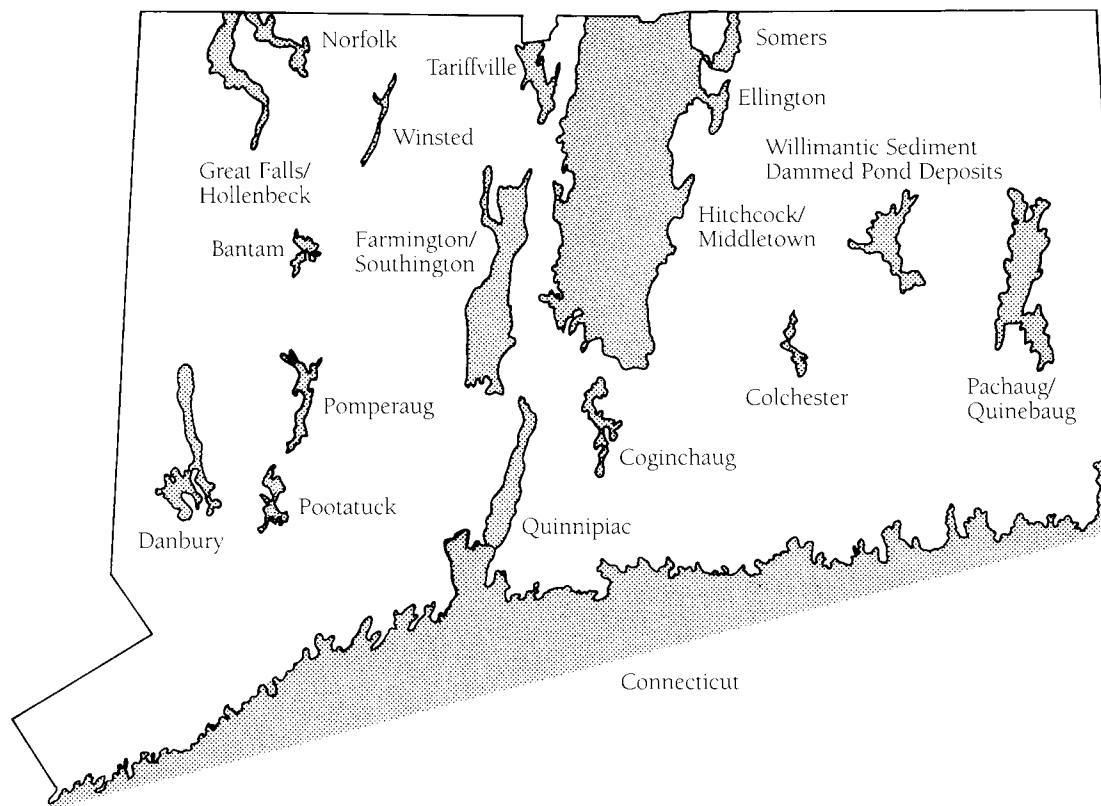 Norfolk
Somers
Tariffville
Ellington
Winsted
Willimantic Sediment
Dammed Pond Deposits
Great Falls/
Hollenbeck
Hitchcock/
Middletown
Bantam
Farmington/
Southington
Pomperaug
Colchester
Pachaug/
Quinebaug
Coginchaug
Pootatuck
Quinnipiac
Danbury
Connecticut